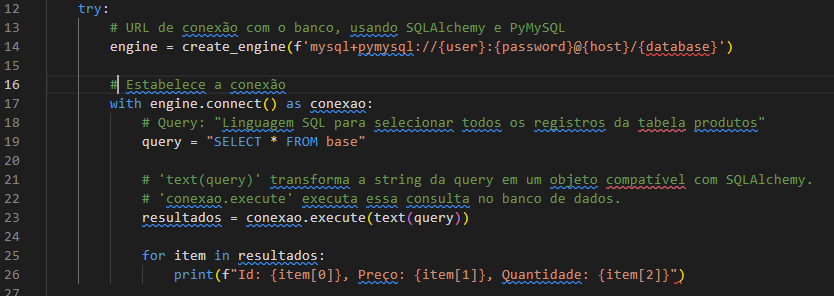 12 try:
13 # URL de conexão com o banco, usando SQLAlchemy e PyMySQL
14 engine = create_engine(f'mysql+pymysql://{user}:{password}@{host}/{database}')
15
16 # Estabelece a conexão
17 with engine.connect() as conexao:
18 # Query: "Linguagem SQL para selecionar todos os registros da tabela produtos"
19 query = "SELECT * FROM base"
20
21 # 'text(query)' transforma a string da query em um objeto compatível com SQLAlchemy.
22 # 'conexao.execute' executa essa consulta no banco de dados.
23 resultados = conexao.execute(text(query))
24
25 for item in resultados:
26 print(f"Id: {item[0]}, Preço: {item[1]}, Quantidade: {item[2]}")
27